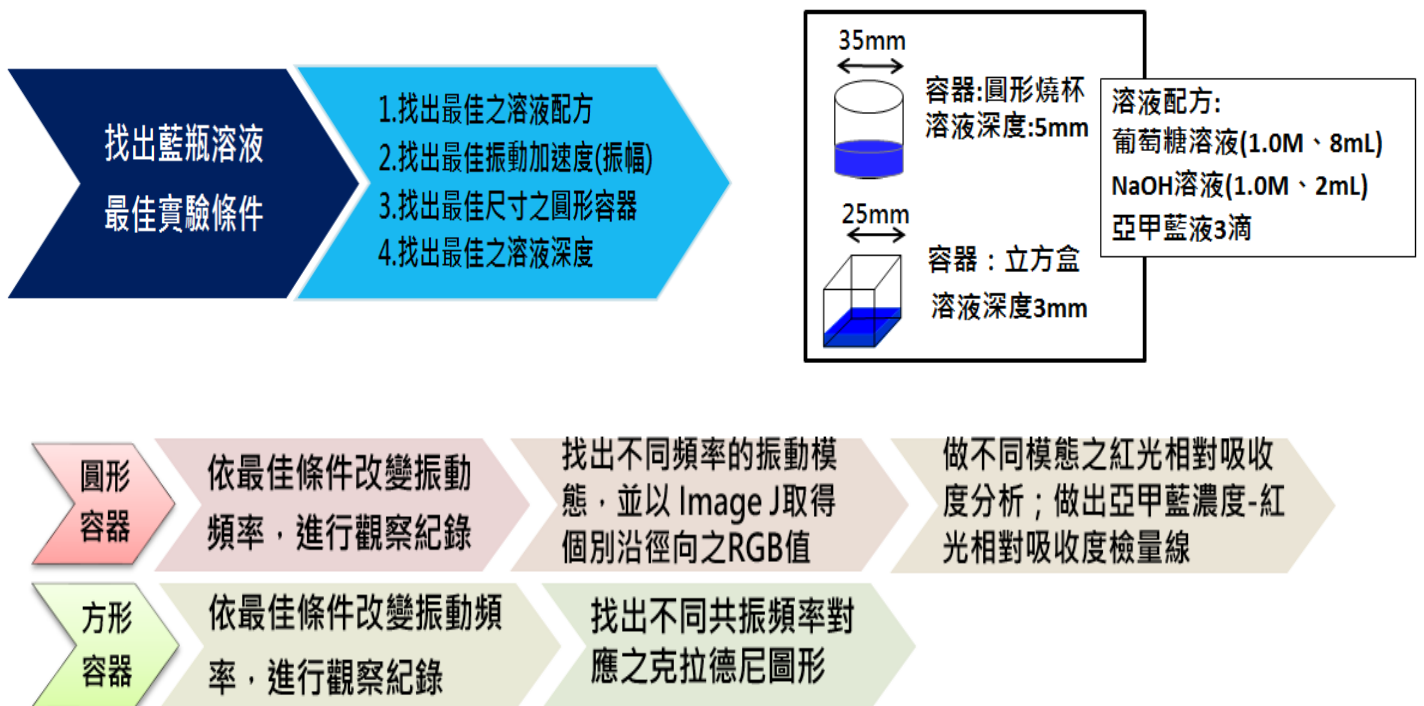 找出藍瓶溶液
最佳實驗條件
1.找出最佳之溶液配方
2.找出最佳振動加速度(振幅)
3.找出最佳尺寸之圓形容器
4.找出最佳之溶液深度
35mm
容器:圓形燒杯
溶液深度:5mm
25mm
容器：立方盒
溶液深度3mm
溶液配方:
葡萄糖溶液(1.0M、8mL)
NaOH溶液(1.0M、2mL)
亞甲藍液3滴
圓形
容器
依最佳條件改變振動
頻率，進行觀察紀錄
找出不同頻率的振動模
態，並以 Image J取得
個別沿徑向之RGB值
做不同模態之紅光相對吸收
度分析；做出亞甲藍濃度-紅
光相對吸收度檢量線
方形
容器
依最佳條件改變振動頻
率，進行觀察紀錄
找出不同共振頻率對
應之克拉德尼圖形